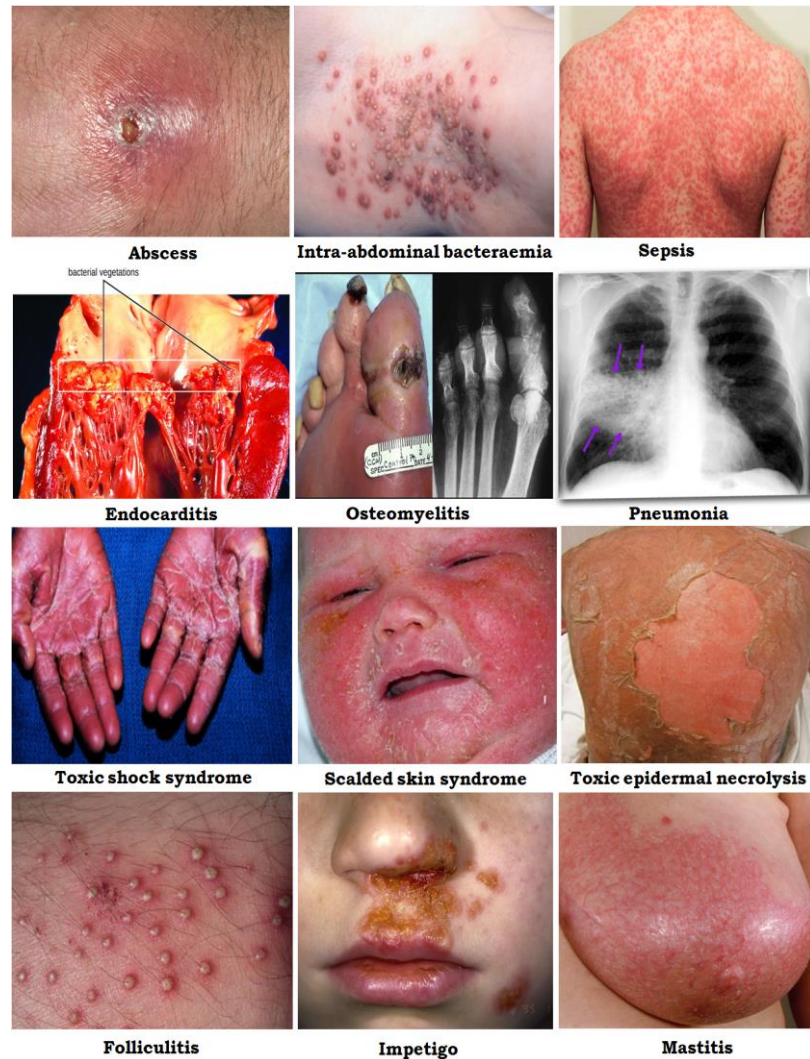 Abscess
Intra-abdominal bacteraemia
Sepsis
bacterial vegetations
Endocarditis
Osteomyelitis
Pneumonia
Toxic shock syndrome
Scalded skin syndrome
Toxic epidermal necrolysis
Folliculitis
Impetigo
Mastitis